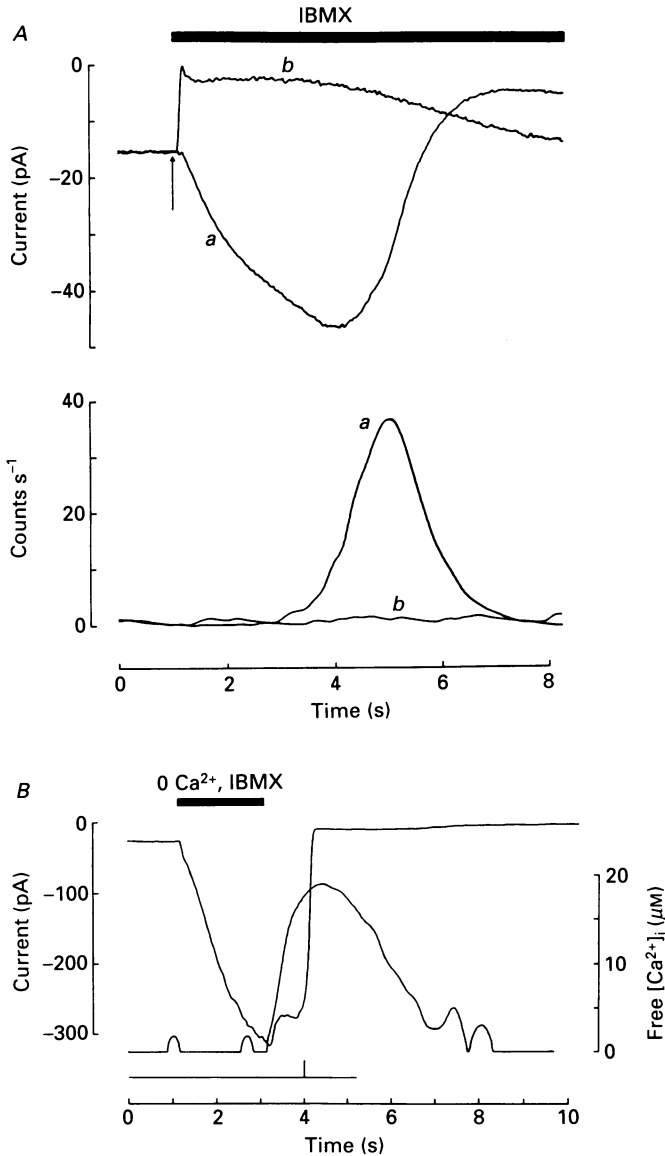 A
IBMX
0
−20
−40
Current (pA)
b
a
40
20
0
Counts s⁻¹
a
b
0 2 4 6 8
Time (s)
B
0 Ca²⁺, IBMX
0
−100
−200
−300
Current (pA)
20
10
0
Free [Ca²⁺]ᵢ (μM)
0 2 4 6 8 10
Time (s)